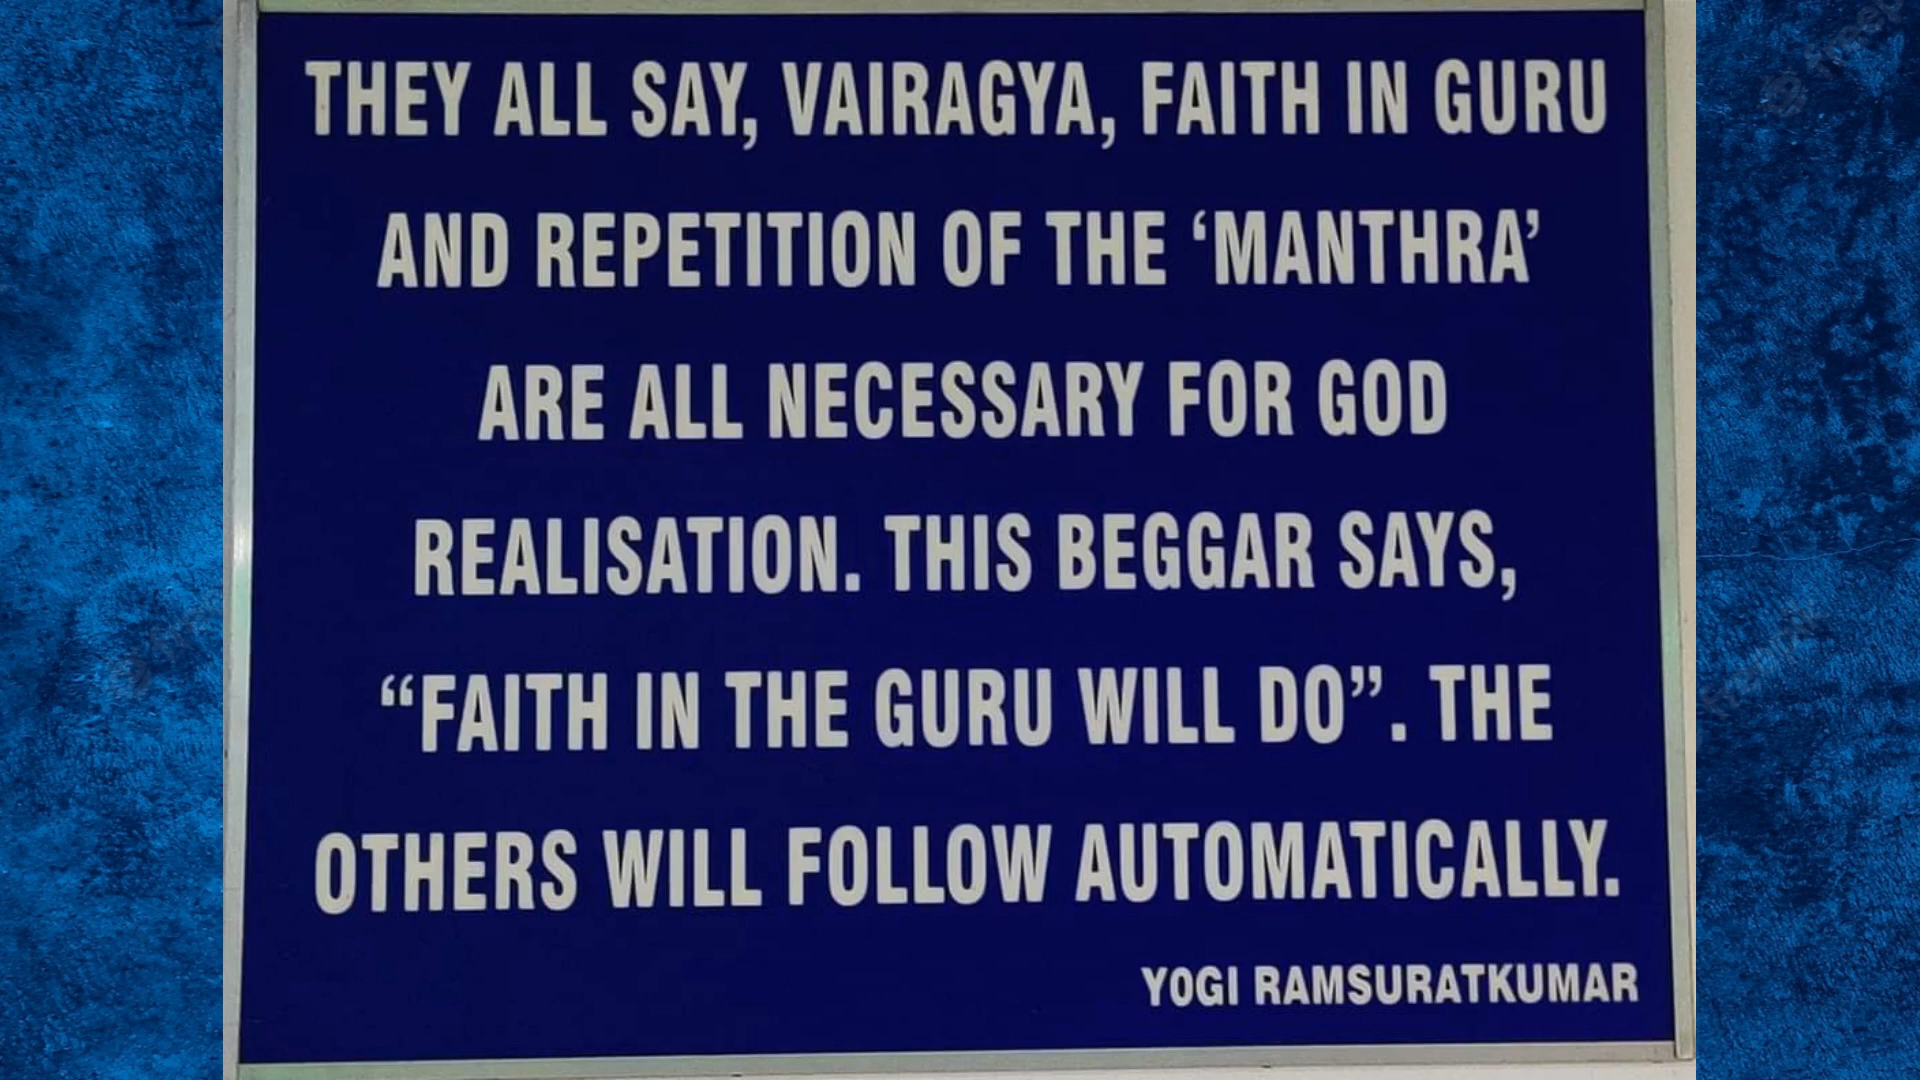 THEY ALL SAY, VAIRAGYA, FAITH IN GURU
AND REPETITION OF THE ‘MANTHRA’
ARE ALL NECESSARY FOR GOD
REALISATION. THIS BEGGAR SAYS,
“FAITH IN THE GURU WILL DO”. THE
OTHERS WILL FOLLOW AUTOMATICALLY.
YOGI RAMSURATKUMAR